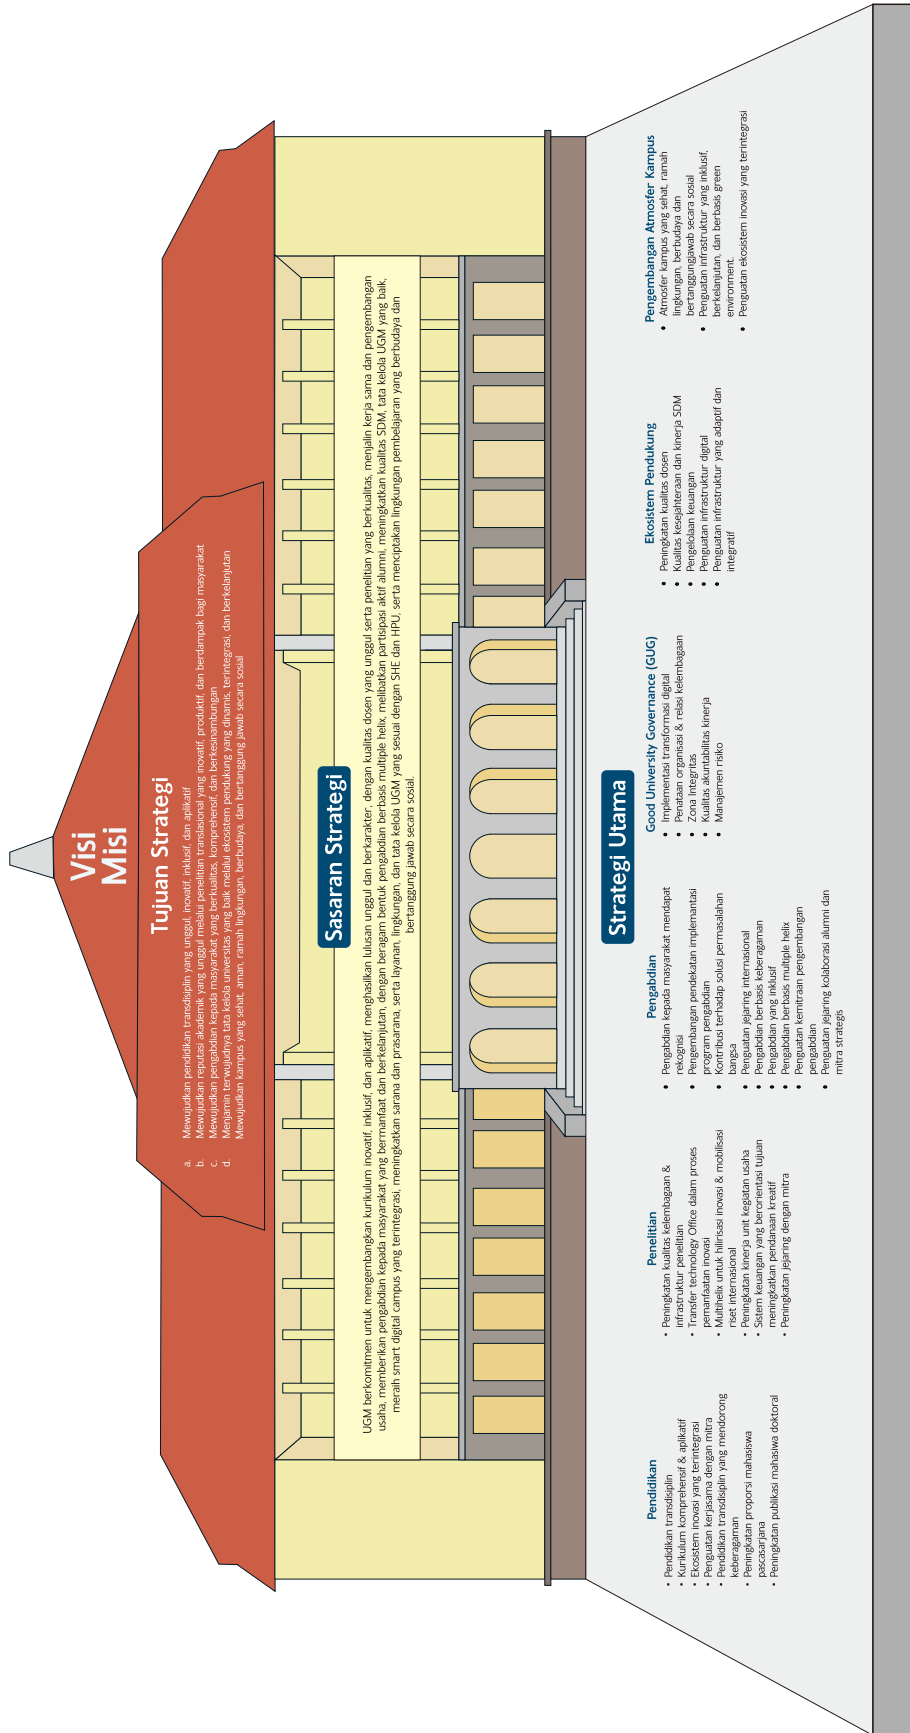 Visi
Misi
Tujuan Strategi
a. Mewujudkan pendidikan transdisiplin yang unggul, inovatif, inklusif, dan aplikatif
b. Mewujudkan reputasi akademik yang unggul melalui penelitian translasional yang inovatif, produktif, dan berdampak bagi masyarakat
c. Mewujudkan pengabdian kepada masyarakat yang berkualitas, komprehensif, dan berkesinambungan
d. Menjamin terwujudnya tata kelola universitas yang baik melalui ekosistem pendukung yang dinamis, terintegrasi, dan berkelanjutan
Mewujudkan kampus yang sehat, aman, ramah lingkungan, berbudaya, dan bertanggung jawab secara sosial
Sasaran Strategi
UGM berkomitmen untuk mengembangkan kurikulum inovatif, inklusif, dan aplikatif, menghasilkan lulusan unggul dan berkarakter, dengan kualitas dosen yang unggul serta penelitian yang berkualitas, menjalin kerja sama dan pengembangan
usaha, memberikan pengabdian kepada masyarakat yang bermanfaat dan berkelanjutan, dengan beragam bentuk pengabdian berbasis multiple helix, melibatkan partisipasi aktif alumni, meningkatkan kualitas SDM, tata kelola UGM yang baik,
meraih smart digital campus yang terintegrasi, meningkatkan sarana dan prasarana, serta layanan, lingkungan, dan tata kelola UGM yang sesuai dengan SHE dan HPU, serta menciptakan lingkungan pembelajaran yang berbudaya dan
bertanggung jawab secara sosial.
Strategi Utama
Pendidikan
• Pendidikan transdisiplin
• Kurikulum komprehensif & aplikatif
• Ekosistem inovasi yang terintegrasi
• Penguatan kerjasama dengan mitra
• Pendidikan transdisiplin yang mendorong
keberagaman
• Peningkatan proporsi mahasiswa
pascasarjana
• Peningkatan publikasi mahasiwa doktoral
Penelitian
• Peningkatan kualitas kelembagaan &
infrastruktur penelitian
• Transfer technology Office dalam proses
pemanfaatan inovasi
• Multihelix untuk hilirisasi inovasi & mobilisasi
riset internasional
• Peningkatan kinerja unit kegiatan usaha
• Sistem keuangan yang berorientasi tujuan
meningkatkan pendanaan kreatif
• Peningkatan jejaring dengan mitra
Pengabdian
• Pengabdian kepada masyarakat mendapat
rekognisi
• Pengembangan pendekatan implemantasi
program pengabdian
• Kontribusi terhadap solusi permasalahan
bangsa
• Penguatan jejaring internasional
• Pengabdian berbasis keberagaman
• Pengabdian yang inklusif
• Pengabdian berbasis multiple helix
• Penguatan kemitraan pengembangan
pengabdian
• Penguatan jejaring kolaborasi alumni dan
mitra strategis
Good University Governance (GUG)
• Implementasi transformasi digital
• Penataan organisasi & relasi kelembagaan
• Zona Integritas
• Kualitas akuntabilitas kinerja
• Manajemen risiko
Ekosistem Pendukung
• Peningkatan kualitas dosen
• Kualitas kesejahteraan dan kinerja SDM
• Pengelolaan keuangan
• Penguatan infrastruktur digital
• Penguatan infrastruktur yang adaptif dan
integratif
Pengembangan Atmosfer Kampus
• Atmosfer kampus yang sehat, ramah
lingkungan, berbudaya dan
bertanggungjawab secara sosial
• Penguatan infrastruktur yang inklusif,
berkelanjutan, dan berbasis green
environment.
• Penguatan ekosistem inovasi yang terintegrasi